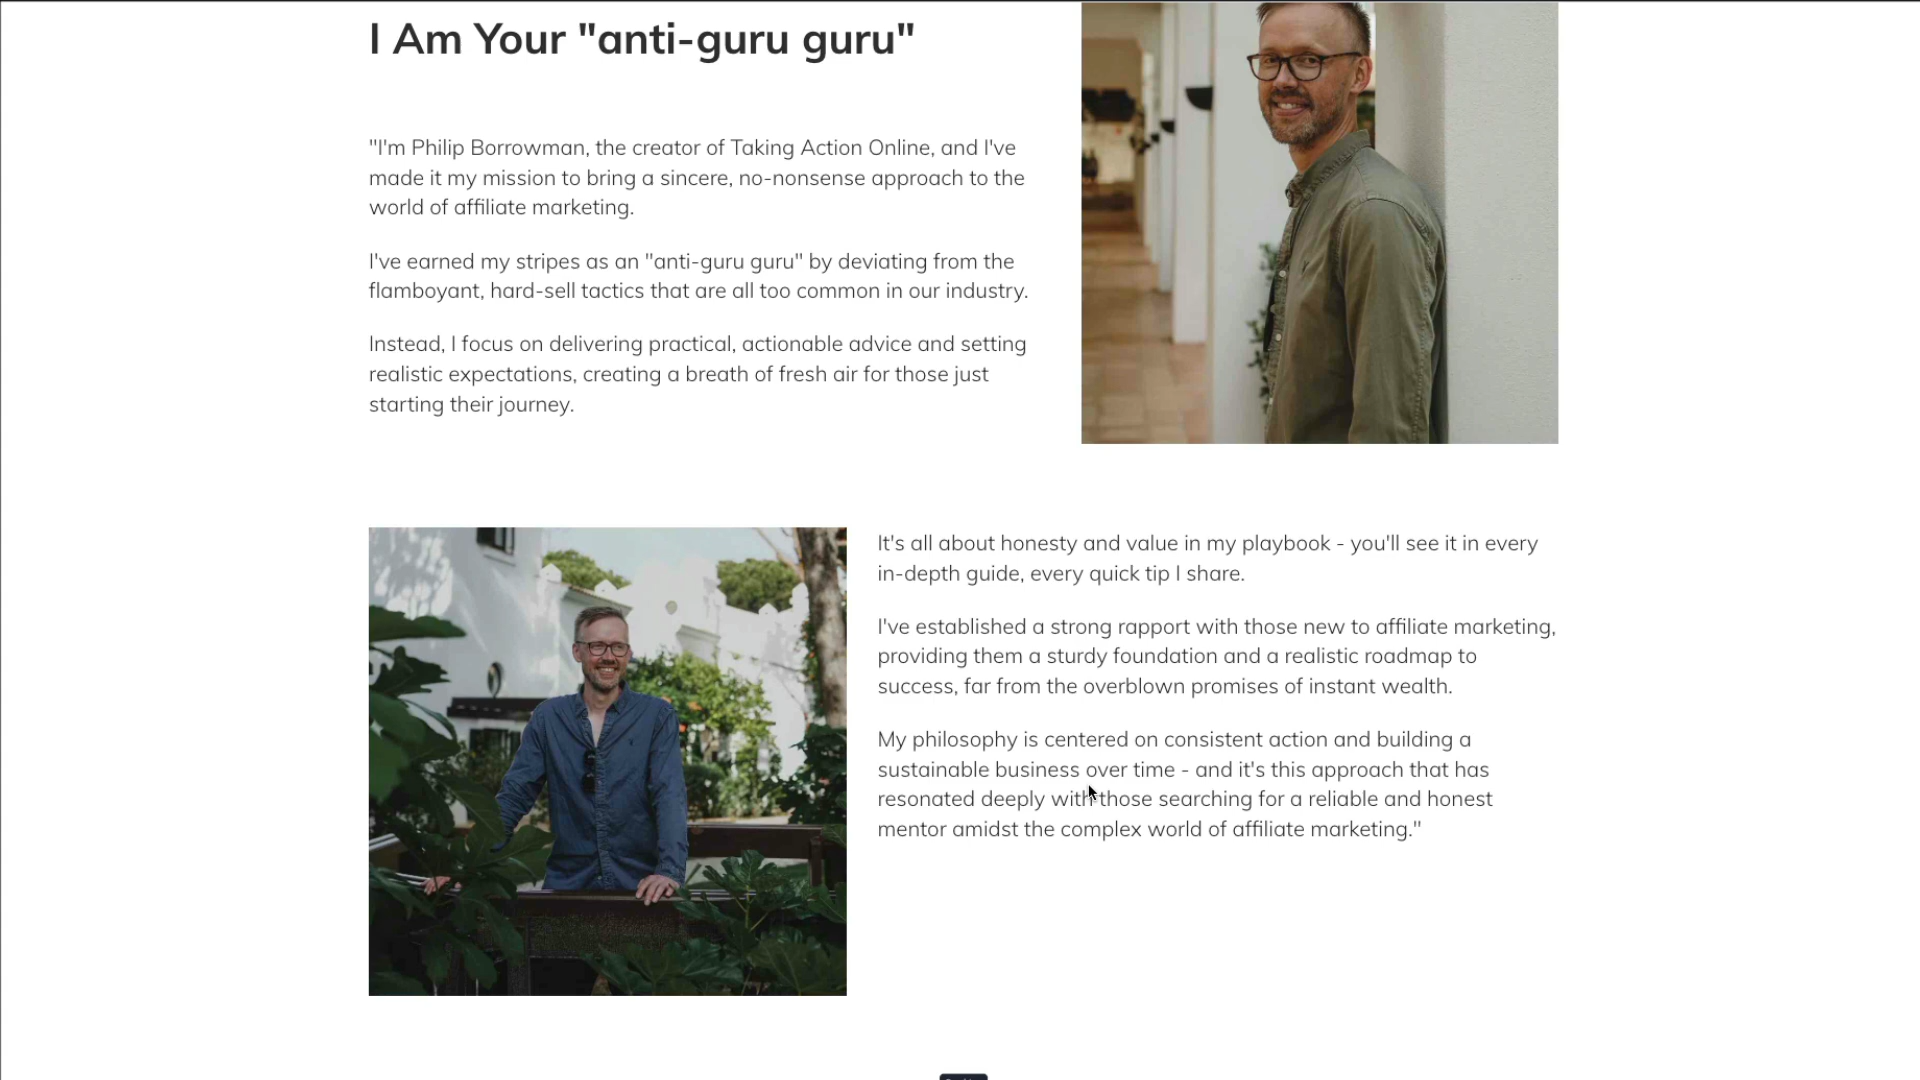 I Am Your "anti-guru guru"
"I'm Philip Borrowman, the creator of Taking Action Online, and I've
made it my mission to bring a sincere, no-nonsense approach to the
world of affiliate marketing.
I've earned my stripes as an "anti-guru guru" by deviating from the
flamboyant, hard-sell tactics that are all too common in our industry.
Instead, I focus on delivering practical, actionable advice and setting
realistic expectations, creating a breath of fresh air for those just
starting their journey.
It's all about honesty and value in my playbook - you'll see it in every
in-depth guide, every quick tip I share.
I've established a strong rapport with those new to affiliate marketing,
providing them a sturdy foundation and a realistic roadmap to
success, far from the overblown promises of instant wealth.
My philosophy is centered on consistent action and building a
sustainable business over time - and it's this approach that has
resonated deeply with those searching for a reliable and honest
mentor amidst the complex world of affiliate marketing."